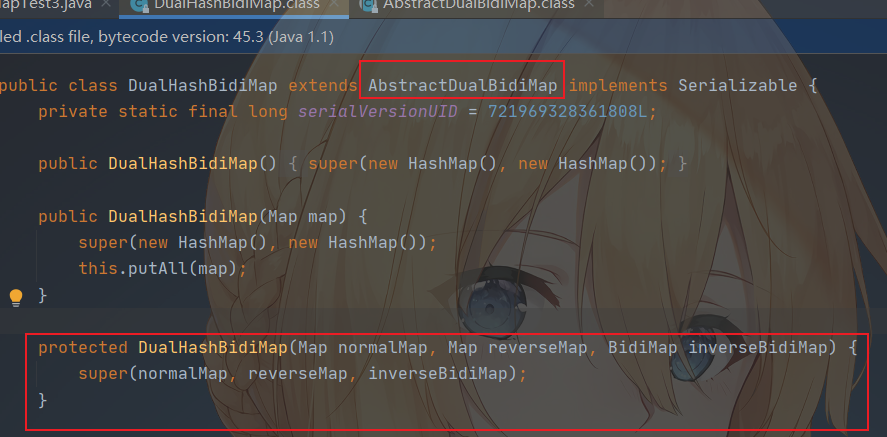 apTest3.java × DualHashBidiMap.class × AbstractDualBidiMap.class ×
led .class file, bytecode version: 45.3 (Java 1.1)
public class DualHashBidiMap extends AbstractDualBidiMap implements Serializable {
private static final long serialVersionUID = 721969328361808L;
public DualHashBidiMap() { super(new HashMap(), new HashMap()); }
public DualHashBidiMap(Map map) {
super(new HashMap(), new HashMap());
this.putAll(map);
}
protected DualHashBidiMap(Map normalMap, Map reverseMap, BidiMap inverseBidiMap) {
super(normalMap, reverseMap, inverseBidiMap);
}